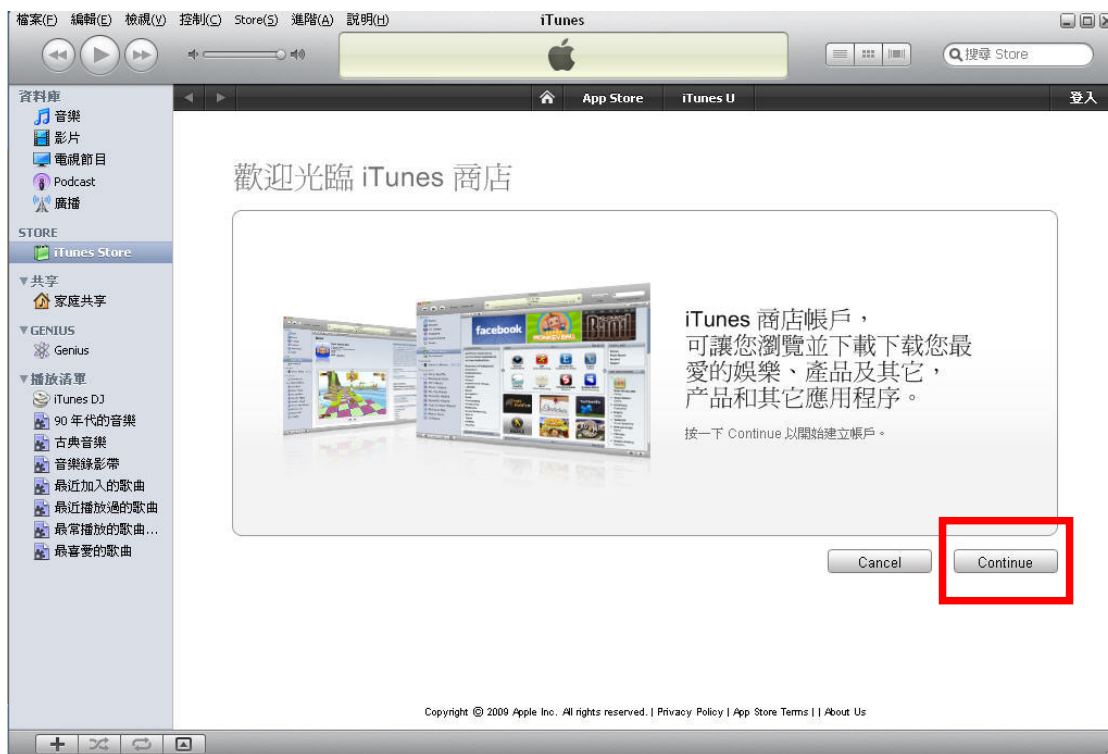 檔案(F) 編輯(E) 檢視(V) 控制(C) Store(S) 進階(A) 說明(H) iTunes
搜尋 Store
App Store iTunes U 登入
資料庫
音樂
影片
電視節目
Podcast
廣播
STORE
iTunes Store
共享
家庭共享
GENIUS
Genius
播放清單
iTunes DJ
90 年代的音樂
古典音樂
音樂錄影帶
最近加入的歌曲
最近播放過的歌曲
最常播放的歌曲...
最喜愛的歌曲
歡迎光臨 iTunes 商店
facebook
iTunes 商店帳戶，
可讓您瀏覽並下載下载您最
愛的娛樂、產品及其它，
产品和其它應用程序。
按一下 Continue 以開始建立帳戶。
Cancel Continue
Copyright © 2009 Apple Inc. All rights reserved. | Privacy Policy | App Store Terms | | About Us